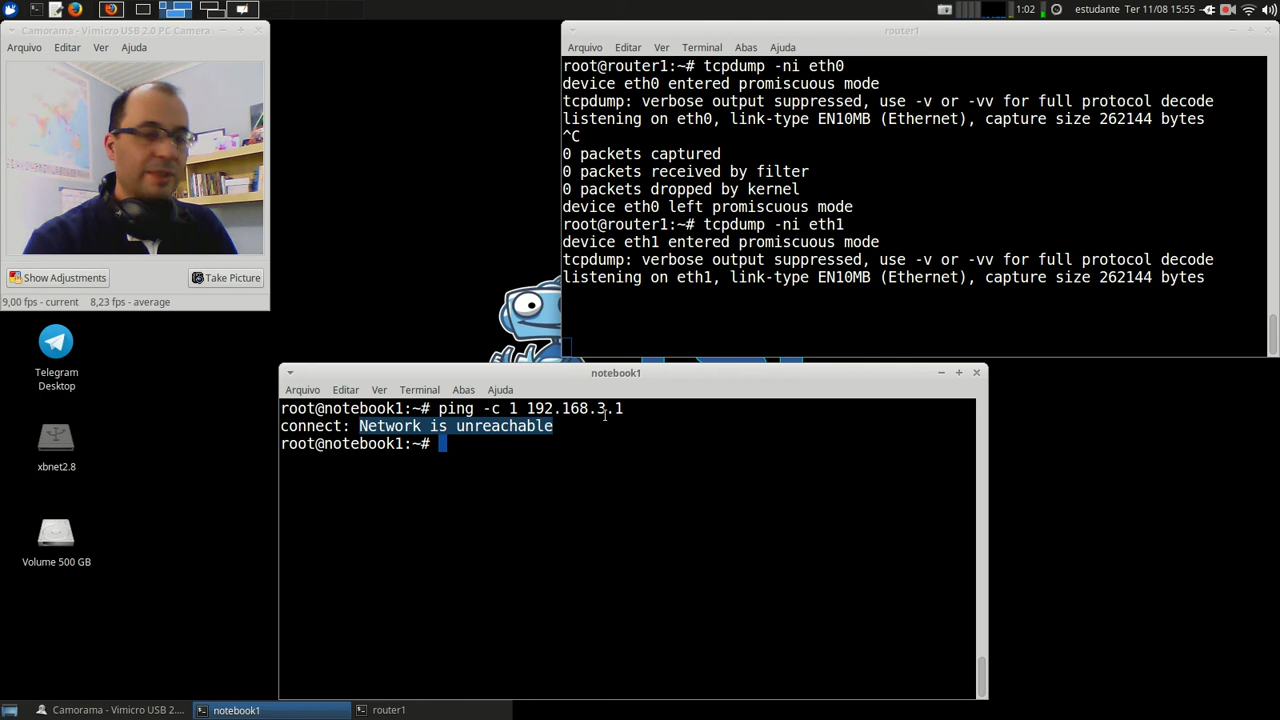 1:02
estudante
Ter 11/08 15:55
Camorama - Vimicro USB 2.0 PC Camera
Arquivo Editar Ver Ajuda
Show Adjustments
Take Picture
9,00 fps - current 8,23 fps - average
Telegram
Desktop
xbnet2.8
Volume 500 GB
router1
Arquivo Editar Ver Terminal Abas Ajuda
root@router1:~# tcpdump -ni eth0
device eth0 entered promiscuous mode
tcpdump: verbose output suppressed, use -v or -vv for full protocol decode
listening on eth0, link-type EN10MB (Ethernet), capture size 262144 bytes
^C
0 packets captured
0 packets received by filter
0 packets dropped by kernel
device eth0 left promiscuous mode
root@router1:~# tcpdump -ni eth1
device eth1 entered promiscuous mode
tcpdump: verbose output suppressed, use -v or -vv for full protocol decode
listening on eth1, link-type EN10MB (Ethernet), capture size 262144 bytes
notebook1
Arquivo Editar Ver Terminal Abas Ajuda
root@notebook1:~# ping -c 1 192.168.3.1
connect: Network is unreachable
root@notebook1:~#
Camorama - Vimicro USB 2....
notebook1
router1